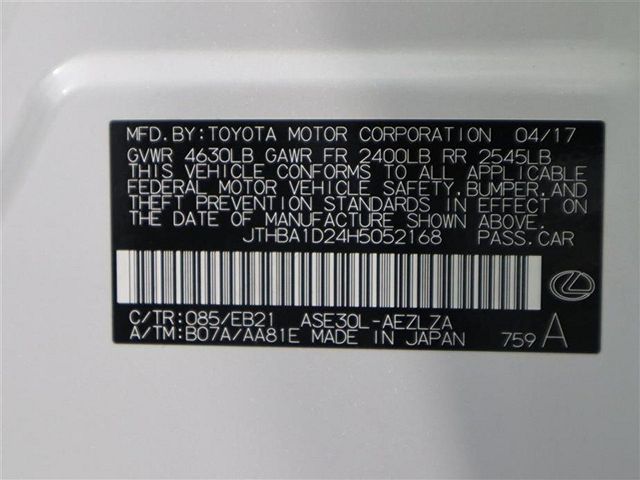 MFD. BY: TOYOTA MOTOR CORPORATION 04/17
GVWR 4630LB GAWR FR 2400LB RR 2545LB
THIS VEHICLE CONFORMS TO ALL APPLICABLE
FEDERAL MOTOR VEHICLE SAFETY, BUMPER, AND
THEFT PREVENTION STANDARDS IN EFFECT ON
THE DATE OF MANUFACTURE SHOWN ABOVE.
JTHBA1D24H5052168 PASS. CAR
C/TR: 085/EB21 ASE30L-AEZLZA
A/TM: B07A/AA81E MADE IN JAPAN 759 A